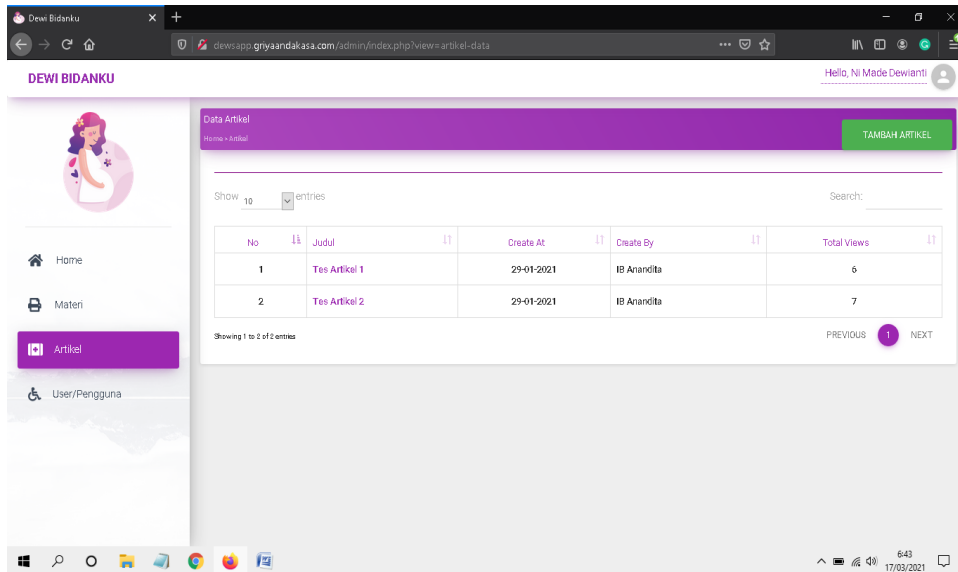 Dewi Bidanku
dewsapp.griyaandakasa.com/admin/index.php?view=artikel-data
DEWI BIDANKU
Hello, Ni Made Dewianti
Data Artikel
Home > Artikel
TAMBAH ARTIKEL
Show 10 entries
Search:
No Judul Create At Create By Total Views
1 Tes Artikel 1 29-01-2021 IB Anandita 6
2 Tes Artikel 2 29-01-2021 IB Anandita 7
Showing 1 to 2 of 2 entries
PREVIOUS 1 NEXT
Home
Materi
Artikel
User/Pengguna
6:43
17/03/2021